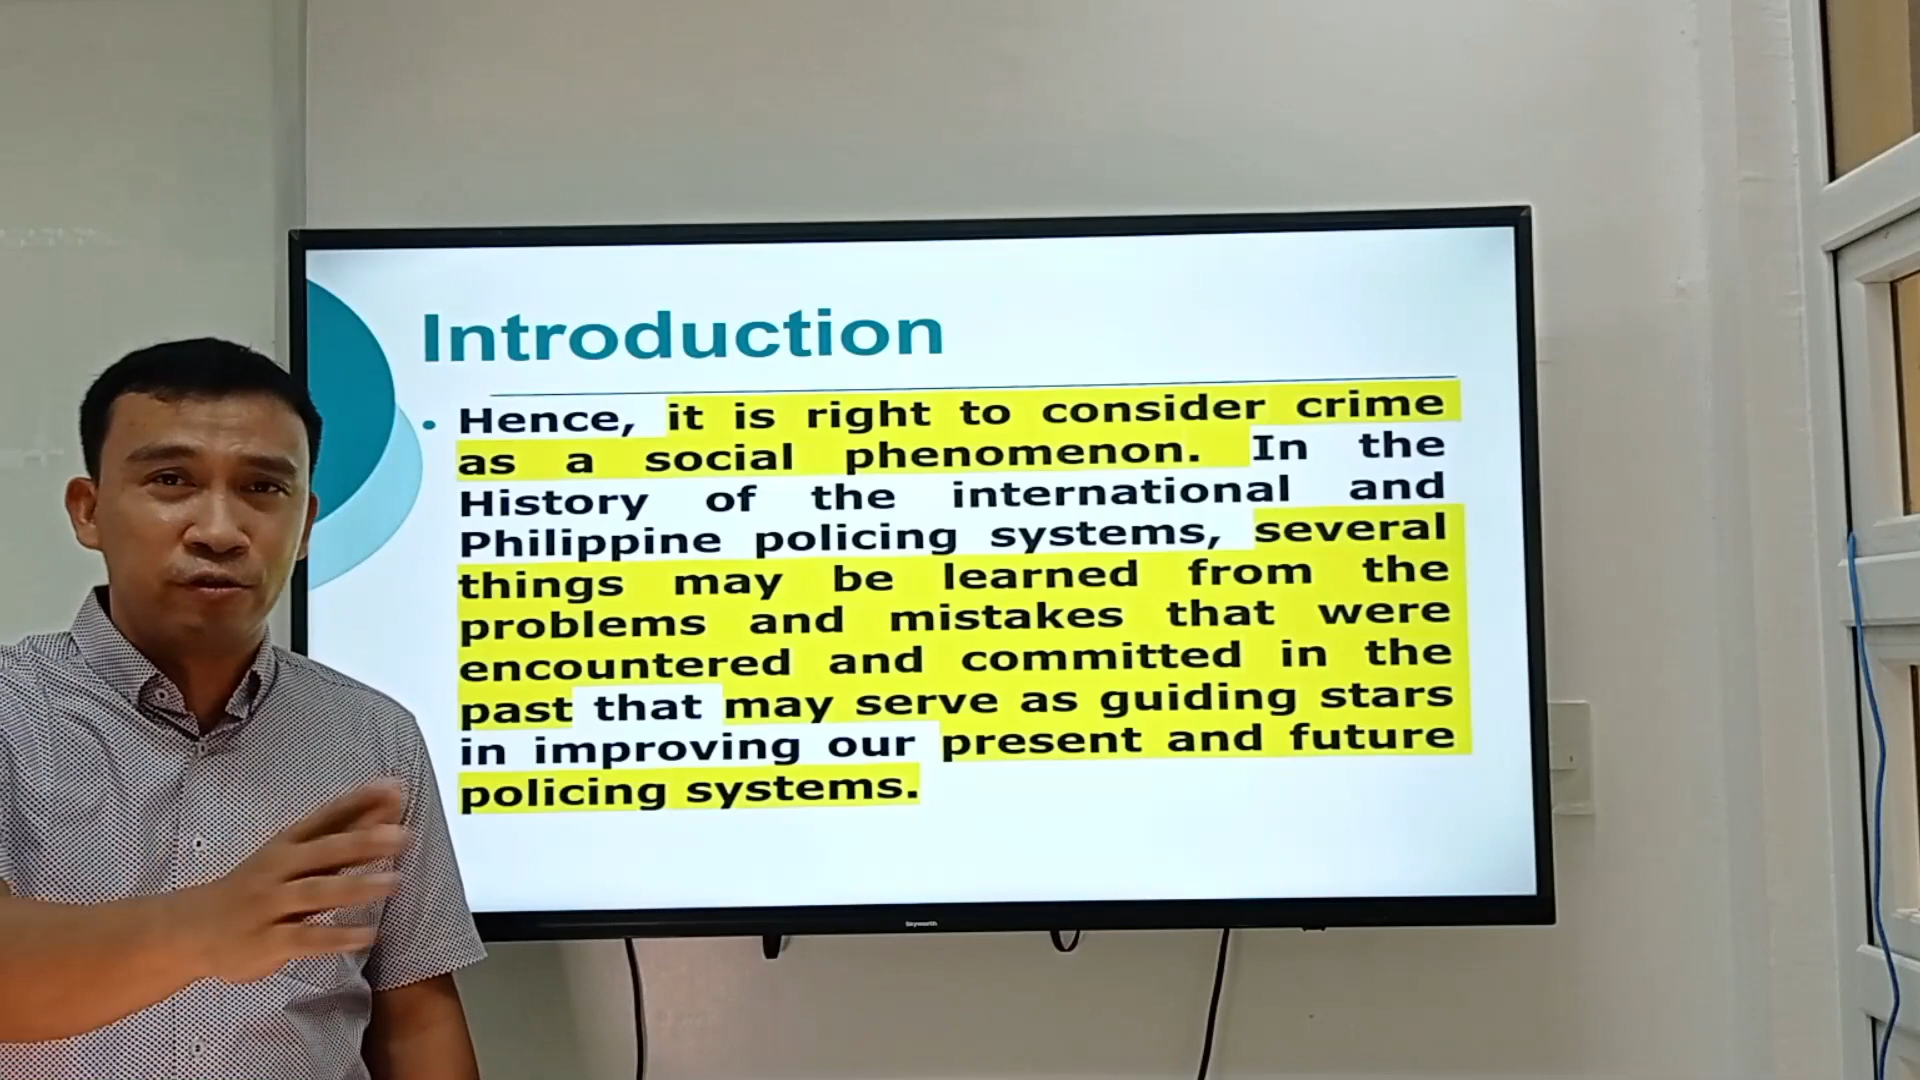 Introduction
• Hence, it is right to consider crime
as a social phenomenon. In the
History of the international and
Philippine policing systems, several
things may be learned from the
problems and mistakes that were
encountered and committed in the
past that may serve as guiding stars
in improving our present and future
policing systems.
Skyworth